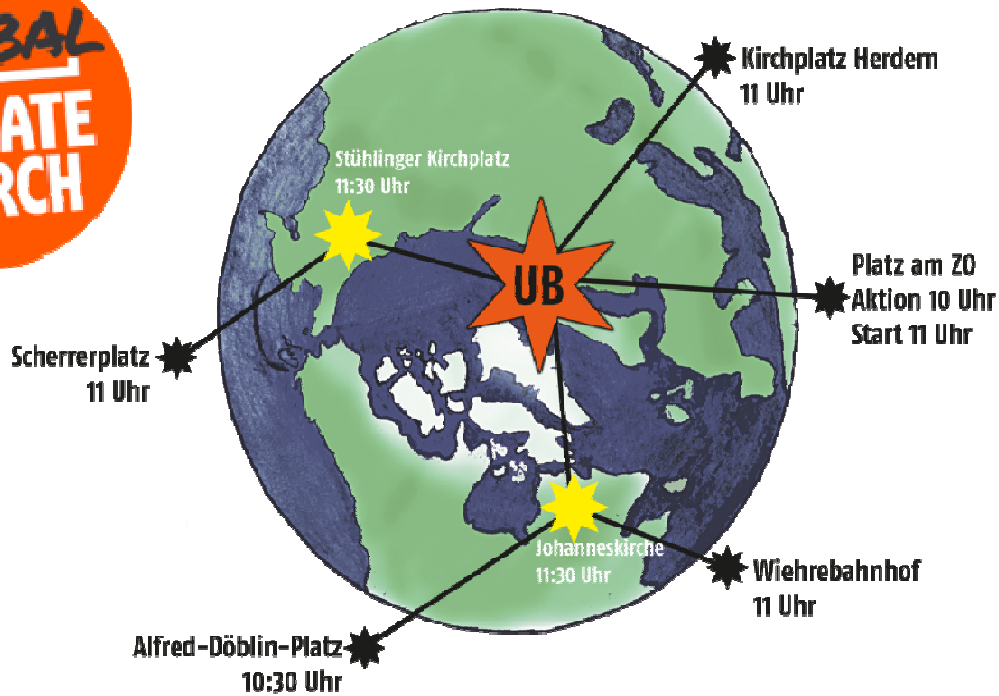 BAL
ATE
RCH
Kirchplatz Herdern
11 Uhr
Stühlinger Kirchplatz
11:30 Uhr
UB
Platz am ZO
Aktion 10 Uhr
Start 11 Uhr
Scherrerplatz
11 Uhr
Johanneskirche
11:30 Uhr
Wiehrebahnhof
11 Uhr
Alfred-Döblin-Platz
10:30 Uhr